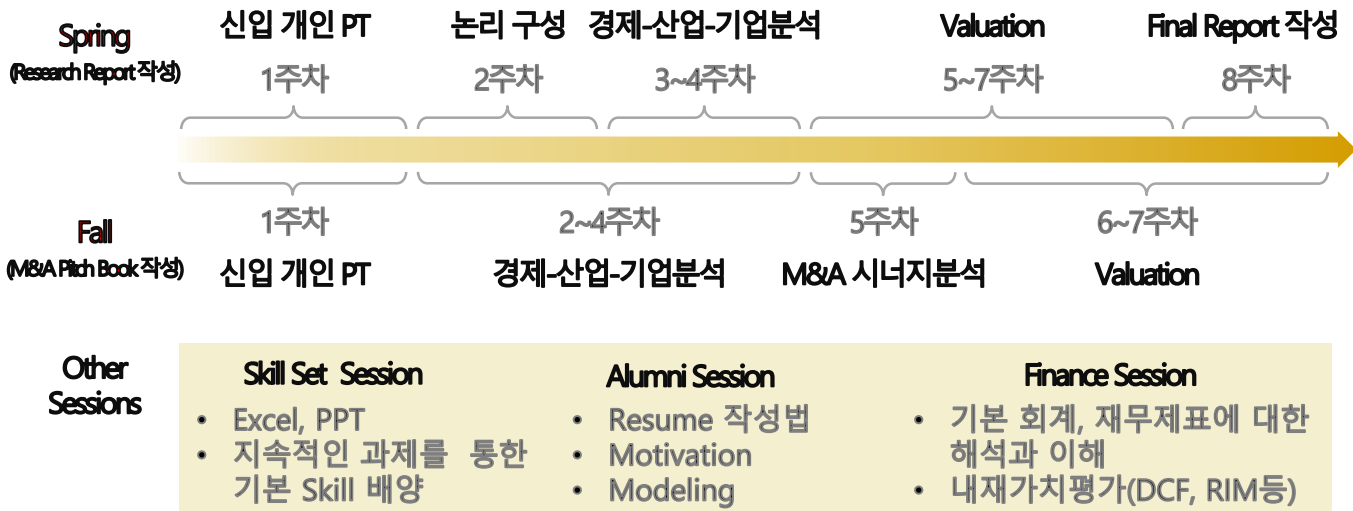 Spring
(Research Report 작성)
신입 개인 PT
논리 구성
경제-산업-기업분석
Valuation
Final Report 작성
1주차
2주차
3~4주차
5~7주차
8주차
Fall
(M&A Pitch Book 작성)
1주차
2~4주차
5주차
6~7주차
신입 개인 PT
경제-산업-기업분석
M&A 시너지분석
Valuation
Other
Sessions
Skill Set Session
• Excel, PPT
• 지속적인 과제를 통한
기본 Skill 배양
Alumni Session
• Resume 작성법
• Motivation
• Modeling
Finance Session
• 기본 회계, 재무제표에 대한
해석과 이해
• 내재가치평가(DCF, RIM등)